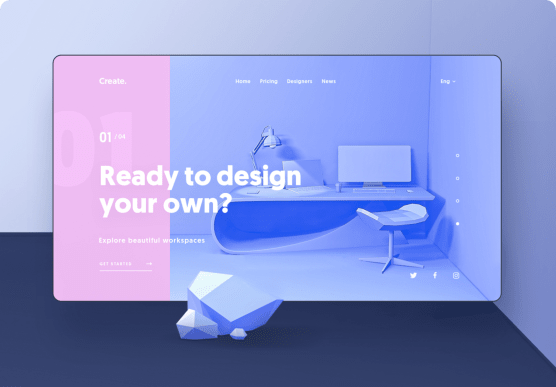 Create.
Home Pricing Designers News
Eng
01
01 / 04
Ready to design
your own?
Explore beautiful workspaces
GET STARTED